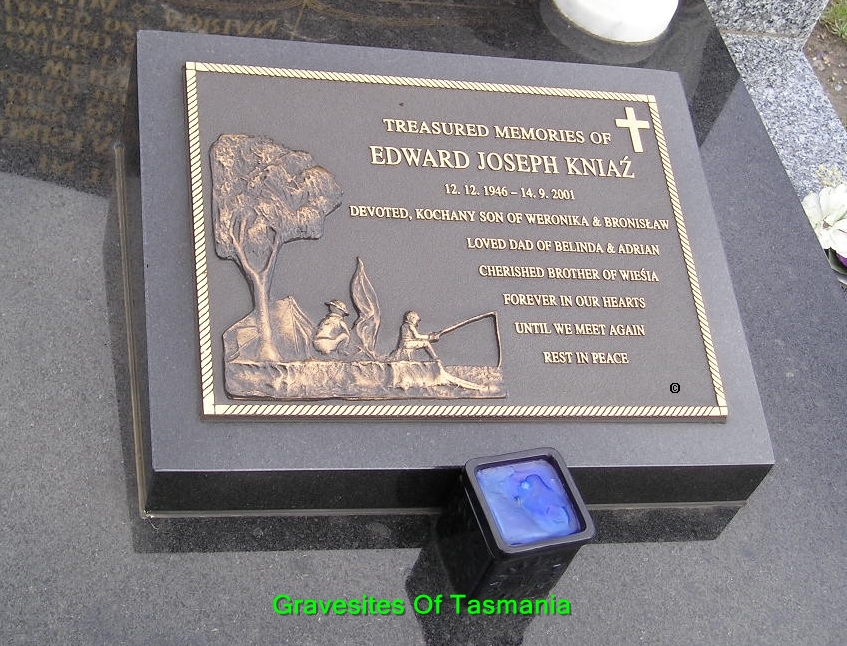 TREASURED MEMORIES OF
EDWARD JOSEPH KNIAŹ
12. 12. 1946 – 14. 9. 2001
DEVOTED, KOCHANY SON OF WERONIKA & BRONISŁAW
LOVED DAD OF BELINDA & ADRIAN
CHERISHED BROTHER OF WIEŚIA
FOREVER IN OUR HEARTS
UNTIL WE MEET AGAIN
REST IN PEACE
©
Gravesites Of Tasmania